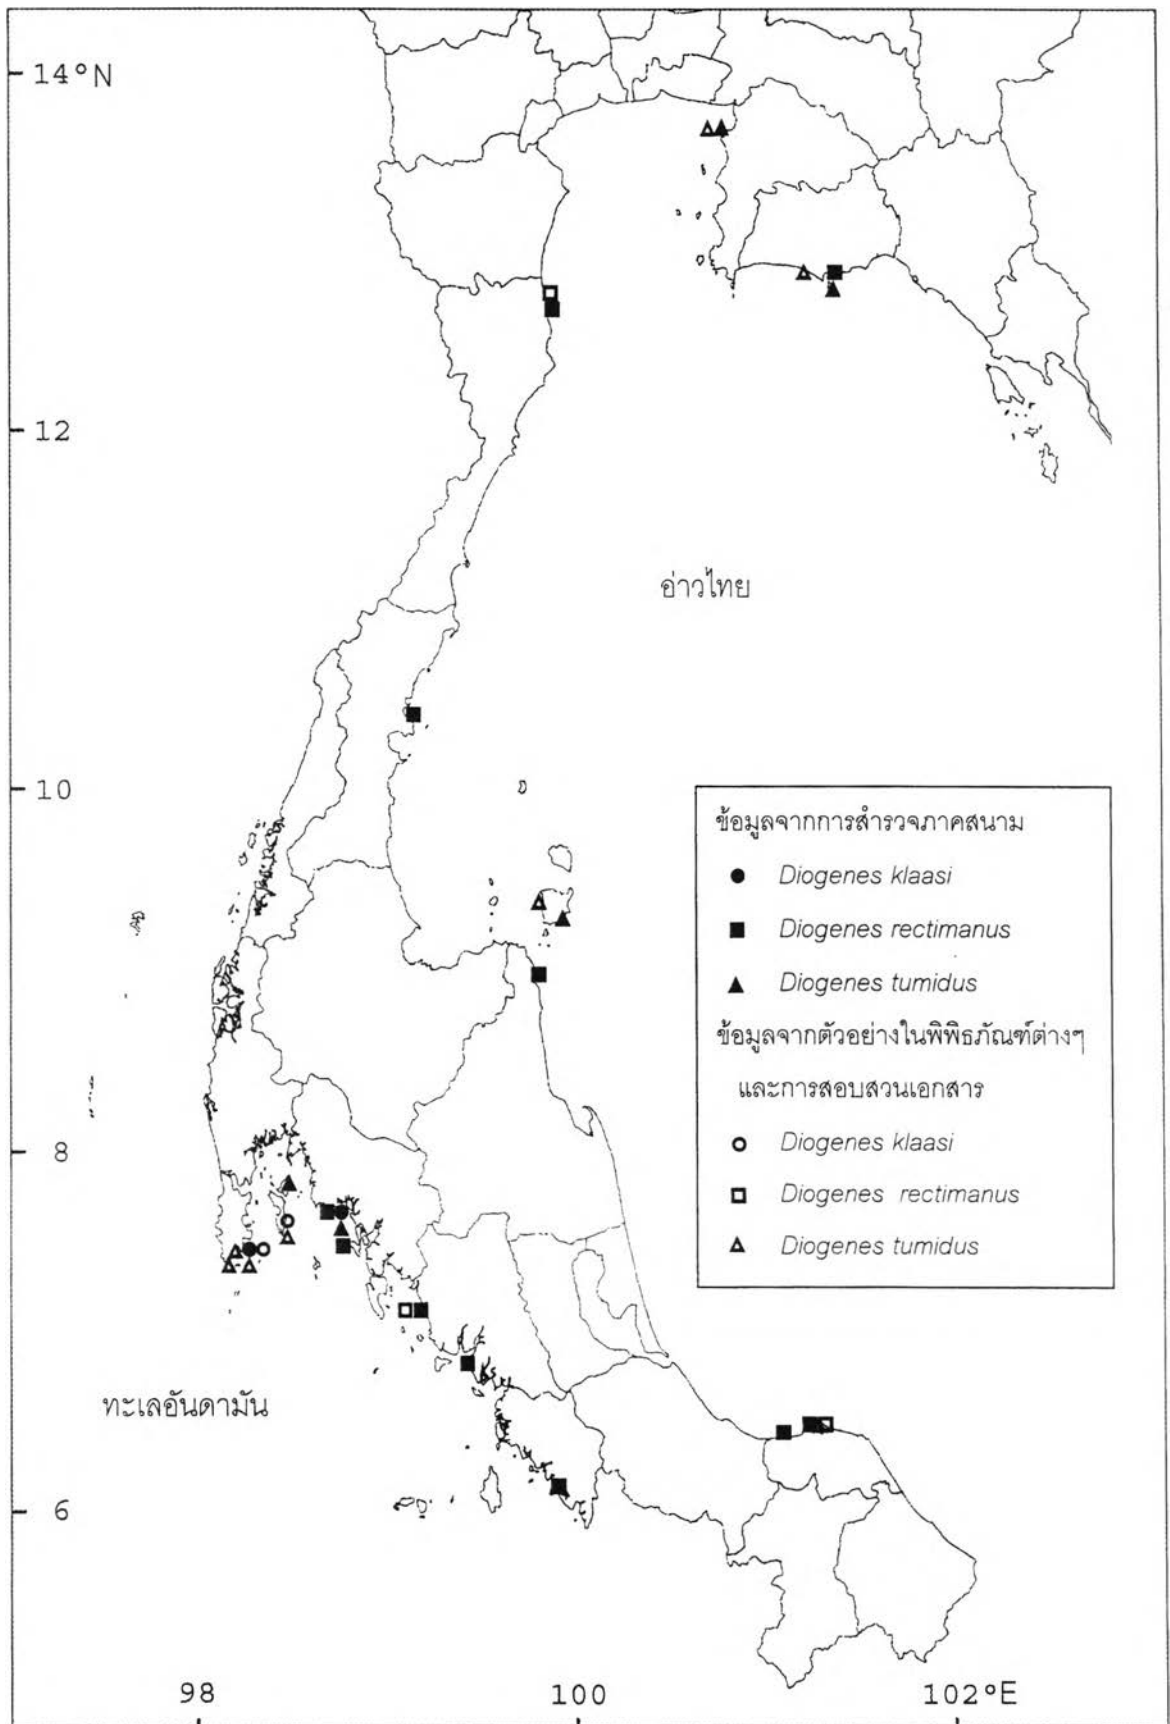 14°N
12
อ่าวไทย
10
ข้อมูลจากการสำรวจภาคสนาม
Diogenes klaasi
Diogenes rectimanus
Diogenes tumidus
ข้อมูลจากตัวอย่างในพิพิธภัณฑ์ต่างๆ
และการสอบสวนเอกสาร
Diogenes klaasi
Diogenes rectimanus
Diogenes tumidus
8
ทะเลอันดามัน
6
98 100 102°E